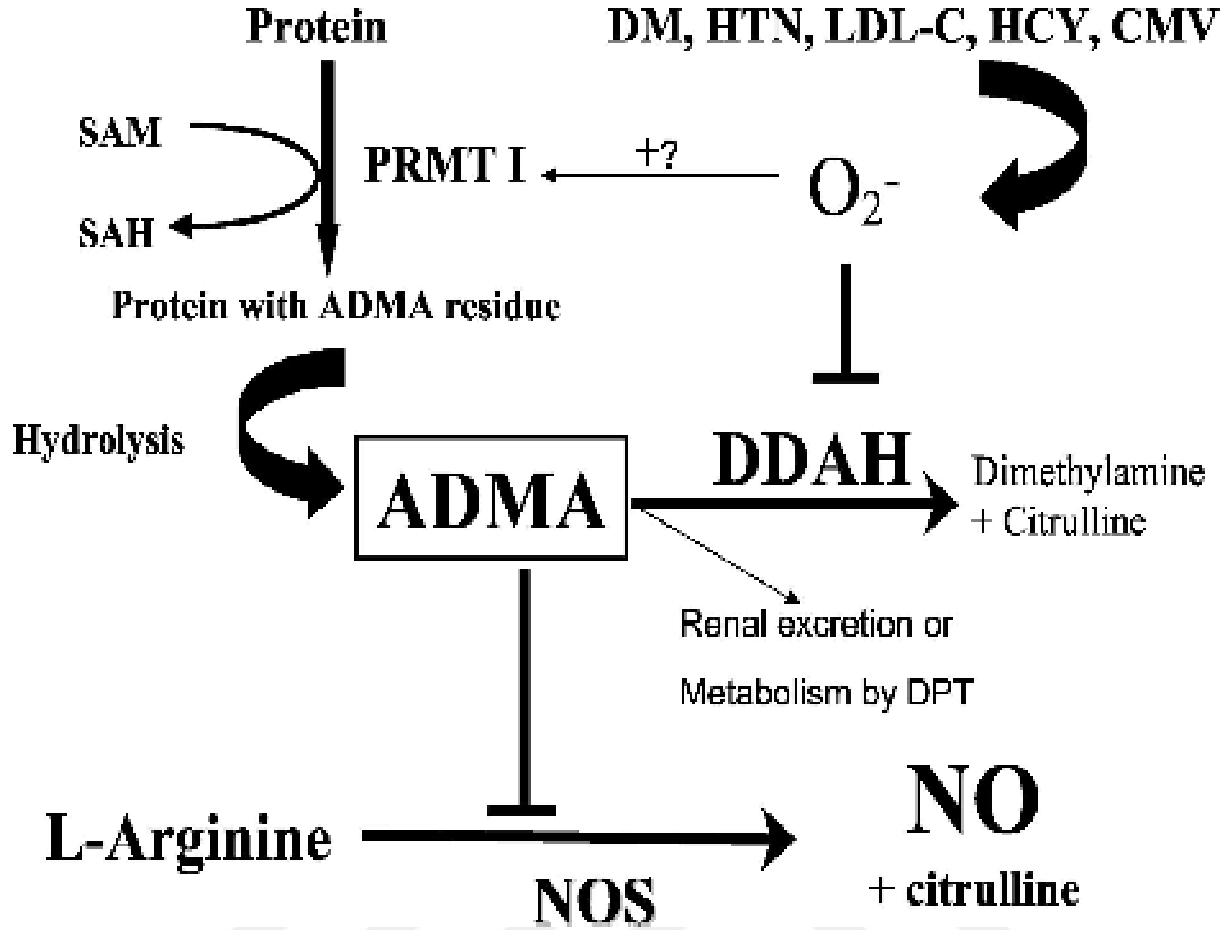 Protein
DM, HTN, LDL-C, HCY, CMV
SAM
PRMT I
+?
O₂⁻
SAH
Protein with ADMA residue
Hydrolysis
ADMA
DDAH
Dimethylamine
+ Citrulline
Renal excretion or
Metabolism by DPT
L-Arginine
NO
+ citrulline
NOS